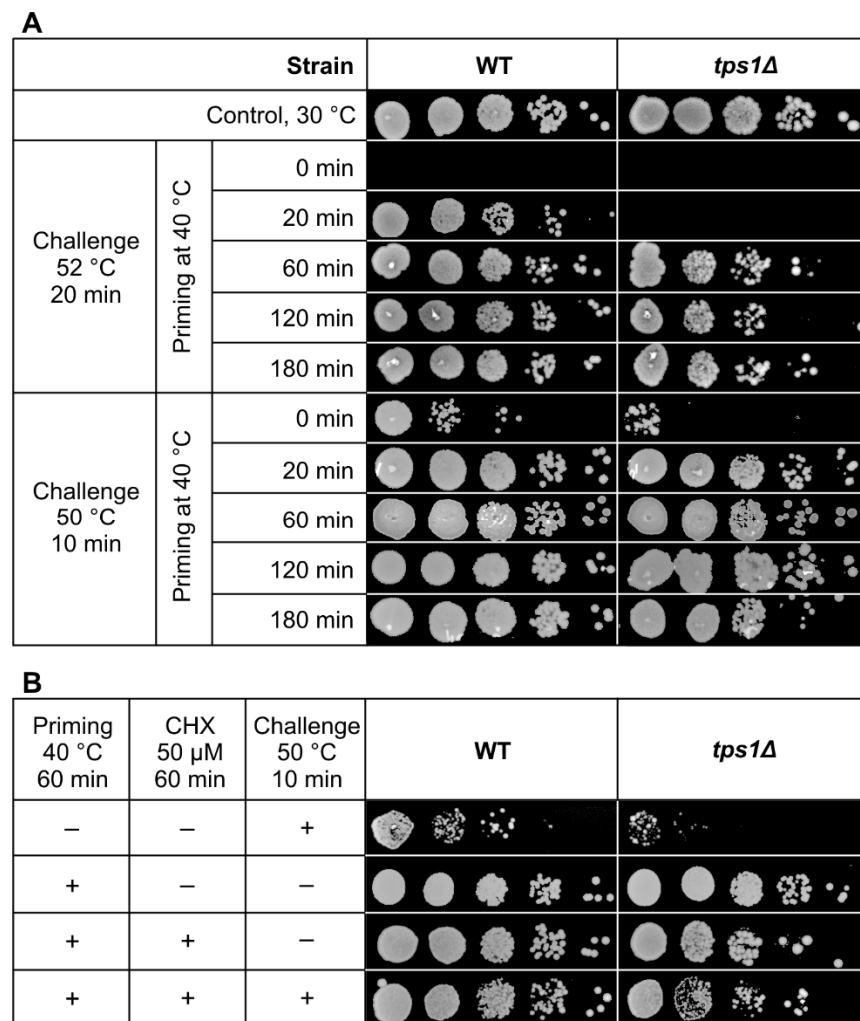 A
Strain WT tps1Δ
Control, 30 °C
Challenge
52 °C
20 min
Priming at 40 °C
0 min
20 min
60 min
120 min
180 min
Challenge
50 °C
10 min
Priming at 40 °C
0 min
20 min
60 min
120 min
180 min
B
Priming
40 °C
60 min
CHX
50 µM
60 min
Challenge
50 °C
10 min
WT
tps1Δ
– – +
+ – –
+ + –
+ + +